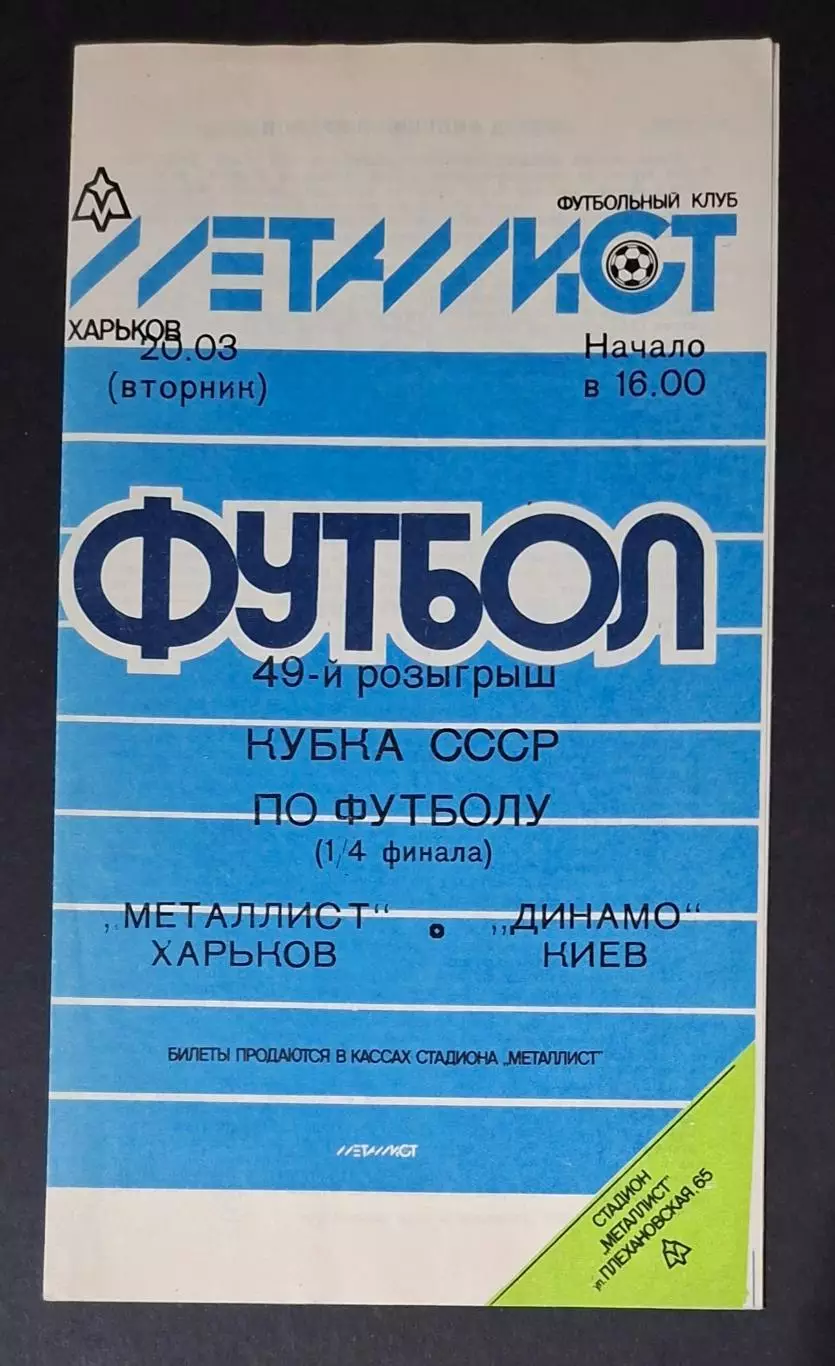 ФУТБОЛЬНЫЙ КЛУБ
МЕТАЛЛИСТ
ХАРЬКОВ
20.03
(вторник)
Начало
в 16.00
ФУТБОЛ
49-й розыгрыш
КУБКА СССР
ПО ФУТБОЛУ
(1/4 финала)
„МЕТАЛЛИСТ“ • „ДИНАМО“
ХАРЬКОВ КИЕВ
БИЛЕТЫ ПРОДАЮТСЯ В КАССАХ СТАДИОНА „МЕТАЛЛИСТ"
МЕТАЛЛИСТ
СТАДИОН
„МЕТАЛЛИСТ"
ул. ПЛЕХАНОВСКАЯ. 65